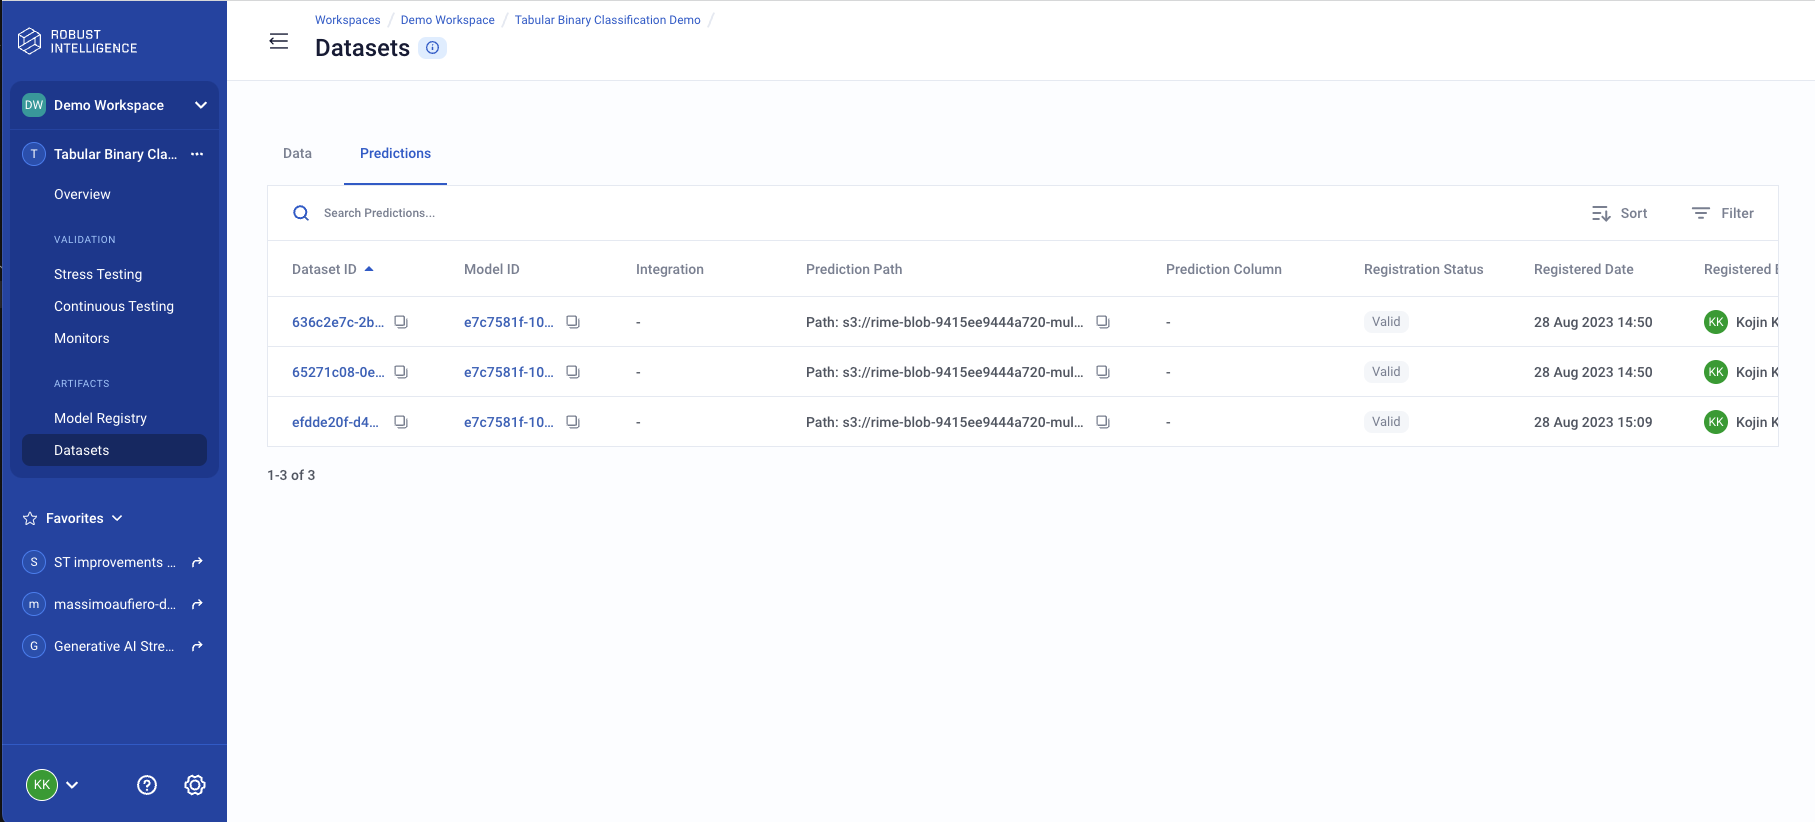 ROBUST
INTELLIGENCE
DW Demo Workspace
T Tabular Binary Cla...
Overview
VALIDATION
Stress Testing
Continuous Testing
Monitors
ARTIFACTS
Model Registry
Datasets
Favorites
S ST improvements ...
m massimoaufiero-d...
G Generative AI Stre...
KK
Workspaces / Demo Workspace / Tabular Binary Classification Demo /
Datasets
Data Predictions
Search Predictions... Sort Filter
Dataset ID Model ID Integration Prediction Path Prediction Column Registration Status Registered Date Registered
636c2e7c-2b... e7c7581f-10... - Path: s3://rime-blob-9415ee9444a720-mul... - Valid 28 Aug 2023 14:50 KK Kojin K
65271c08-0e... e7c7581f-10... - Path: s3://rime-blob-9415ee9444a720-mul... - Valid 28 Aug 2023 14:50 KK Kojin K
efdde20f-d4... e7c7581f-10... - Path: s3://rime-blob-9415ee9444a720-mul... - Valid 28 Aug 2023 15:09 KK Kojin K
1-3 of 3